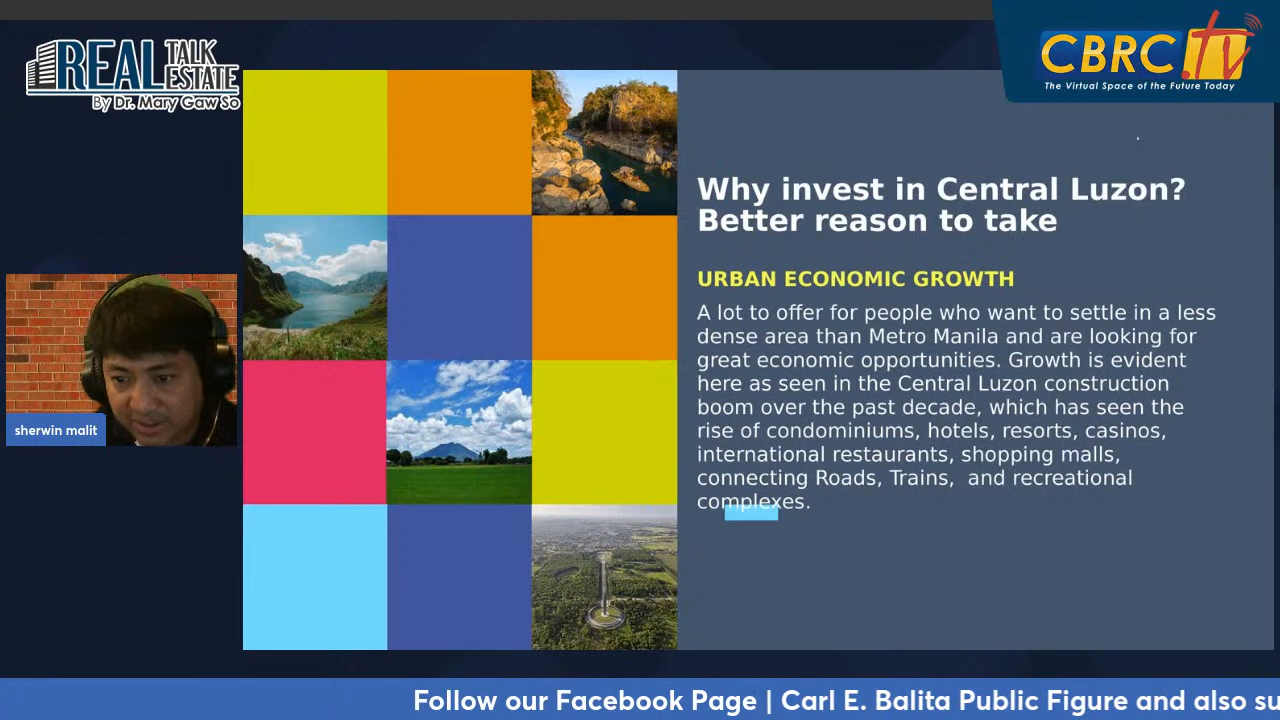 REAL TALK ESTATE
By Dr. Mary Gaw So
CBRC.tv
The Virtual Space of the Future Today
Why invest in Central Luzon?
Better reason to take
URBAN ECONOMIC GROWTH
A lot to offer for people who want to settle in a less
dense area than Metro Manila and are looking for
great economic opportunities. Growth is evident
here as seen in the Central Luzon construction
boom over the past decade, which has seen the
rise of condominiums, hotels, resorts, casinos,
international restaurants, shopping malls,
connecting Roads, Trains,  and recreational
complexes.
sherwin malit
Follow our Facebook Page | Carl E. Balita Public Figure and also su